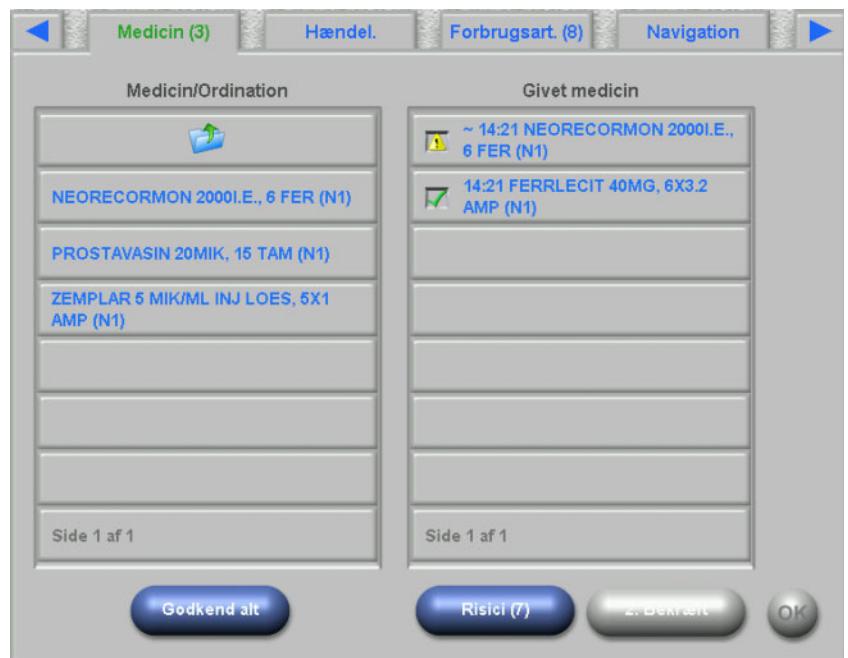 Medicin (3)
Hændel.
Forbrugsart. (8)
Navigation
Medicin/Ordination
NEORECORMON 2000I.E., 6 FER (N1)
PROSTAVASIN 20MIK, 15 TAM (N1)
ZEMPLAR 5 MIK/ML INJ LOES, 5X1
AMP (N1)
Side 1 af 1
Godkend alt
Givet medicin
~ 14:21 NEORECORMON 2000I.E.,
6 FER (N1)
14:21 FERRLECIT 40MG, 6X3.2
AMP (N1)
Side 1 af 1
Risici (7)
2. Bekræft
OK